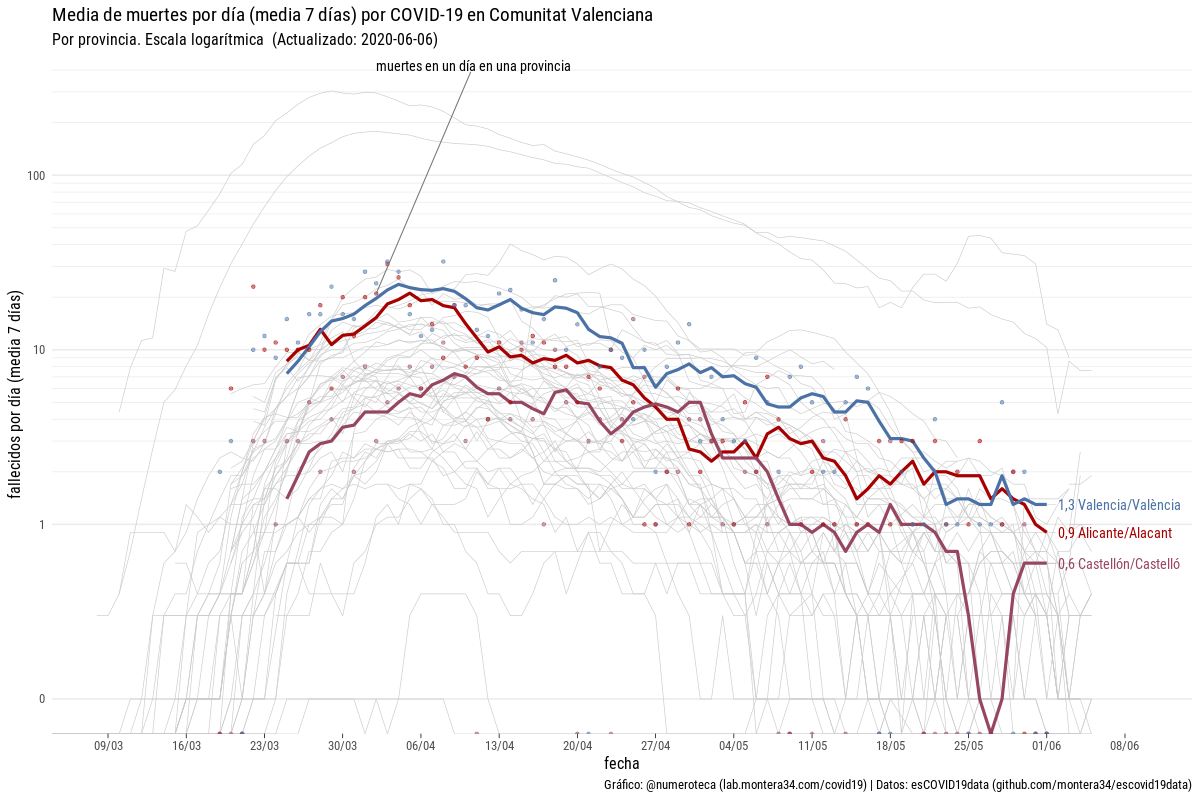 Media de muertes por día (media 7 días) por COVID-19 en Comunitat Valenciana
Por provincia. Escala logarítmica (Actualizado: 2020-06-06)
muertes en un día en una provincia
fallecidos por día (media 7 días)
100
10
1
0
1,3 Valencia/València
0,9 Alicante/Alacant
0,6 Castellón/Castelló
09/03 16/03 23/03 30/03 06/04 13/04 20/04 27/04 04/05 11/05 18/05 25/05 01/06 08/06
fecha
Gráfico: @numeroteca (lab.montera34.com/covid19) | Datos: esCOVID19data (github.com/montera34/escovid19data)